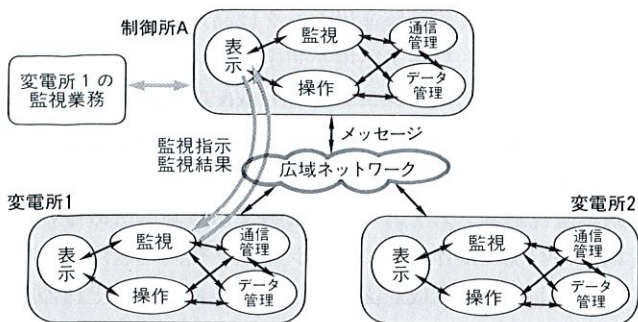 制御所A
表示
監視
操作
通信
管理
データ
管理
変電所1の
監視業務
監視指示
監視結果
メッセージ
広域ネットワーク
変電所1
表示
監視
操作
通信
管理
データ
管理
変電所2
表示
監視
操作
通信
管理
データ
管理